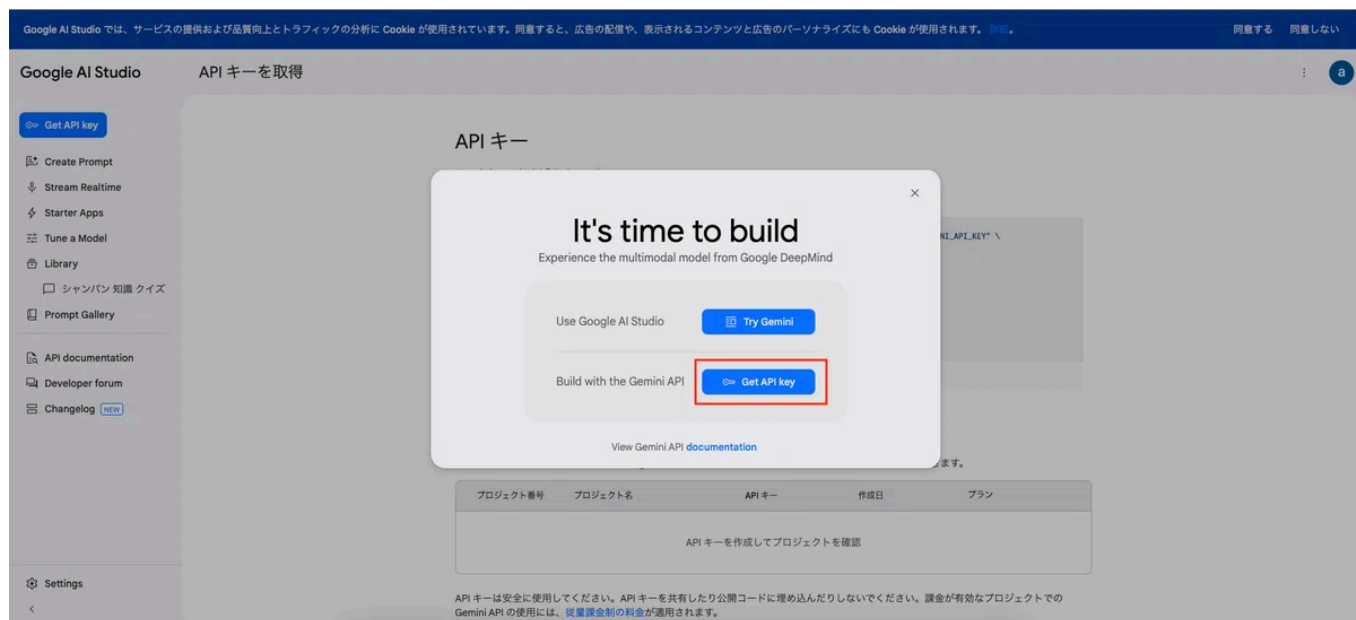 Google AI Studio では、サービスの提供および品質向上とトラフィックの分析に Cookie が使用されています。同意すると、広告の配信や、表示されるコンテンツと広告のパーソナライズにも Cookie が使用されます。 詳細。
同意する 同意しない
Google AI Studio
API キーを取得
a
Get API key
Create Prompt
Stream Realtime
Starter Apps
Tune a Model
Library
シャンパン 知識 クイズ
Prompt Gallery
API documentation
Developer forum
Changelog NEW
Settings
API キー
NI_API_KEY" \
It's time to build
Experience the multimodal model from Google DeepMind
Use Google AI Studio Try Gemini
Build with the Gemini API Get API key
View Gemini API documentation
ます。
プロジェクト番号 プロジェクト名 API キー 作成日 プラン
API キーを作成してプロジェクトを確認
API キーは安全に使用してください。API キーを共有したり公開コードに埋め込んだりしないでください。課金が有効なプロジェクトでの
Gemini API の使用には、従量課金制の料金が適用されます。